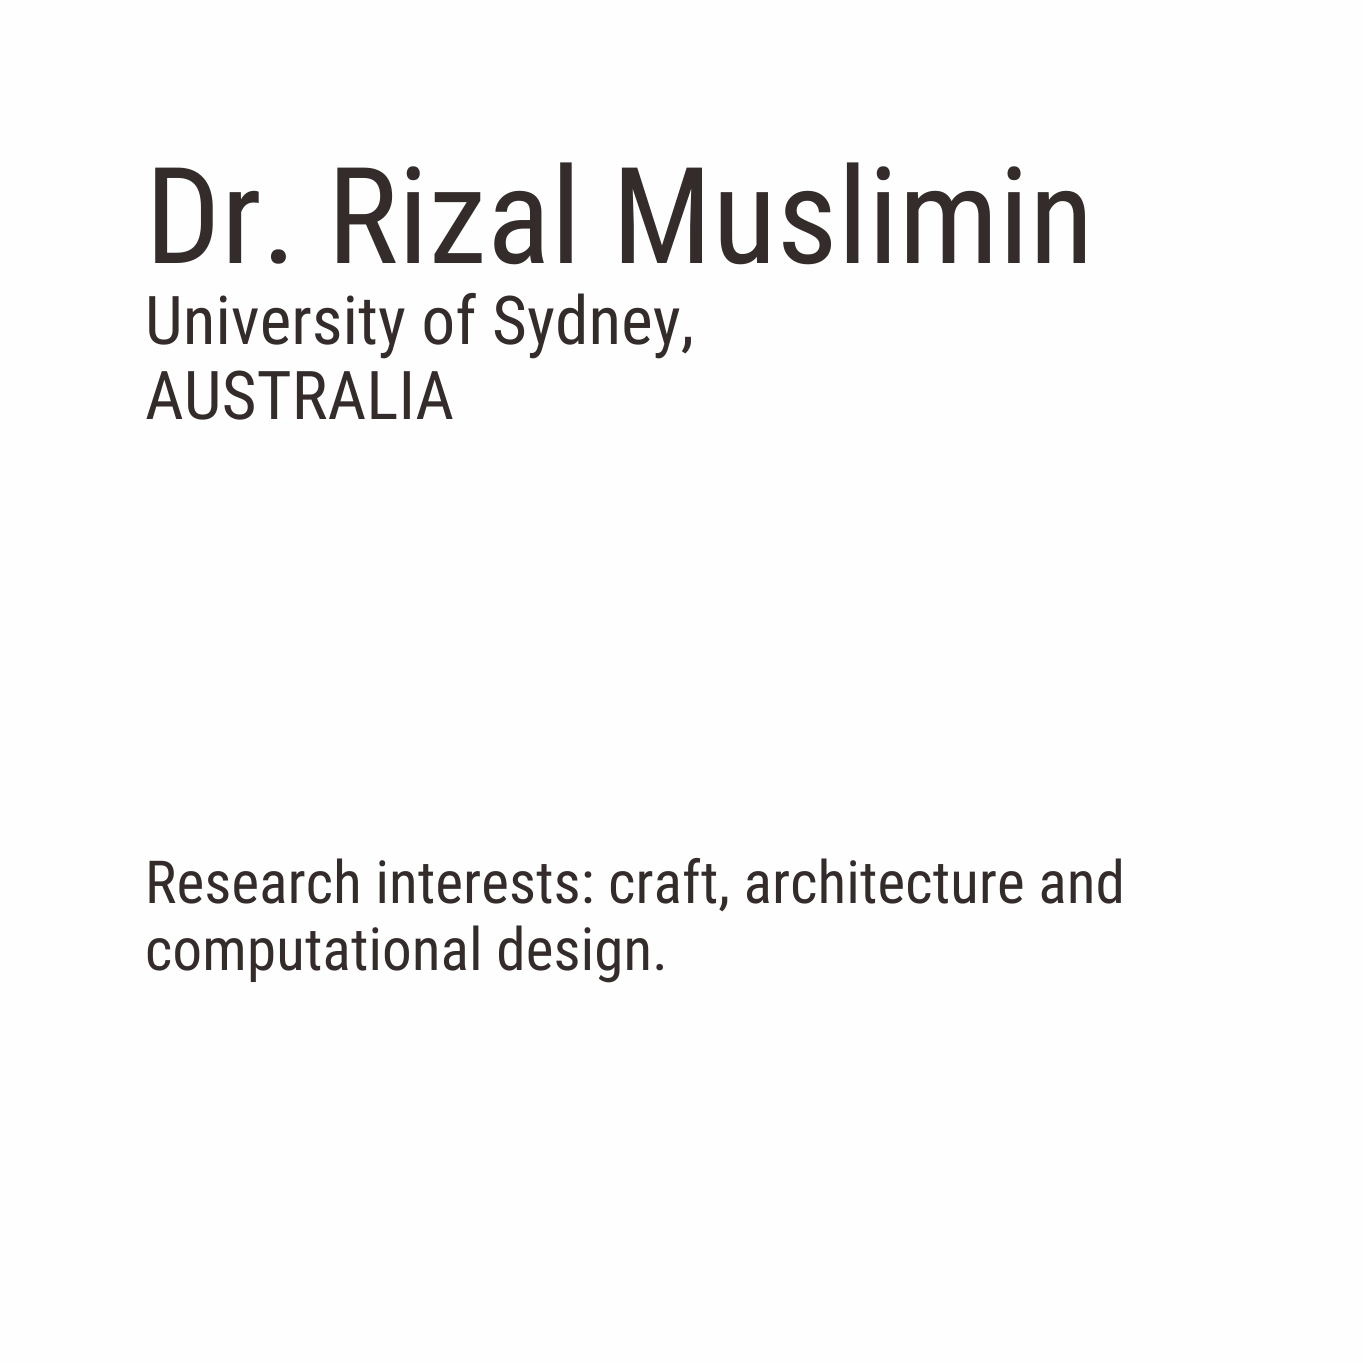 Dr. Rizal Muslimin
University of Sydney,
AUSTRALIA
Research interests: craft, architecture and
computational design.